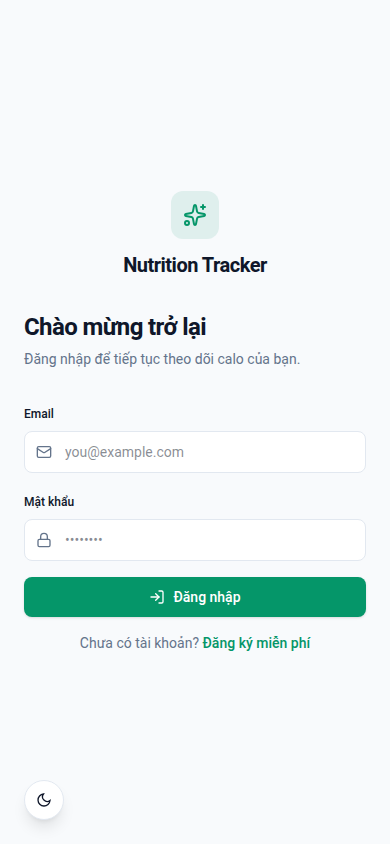 Nutrition Tracker
Chào mừng trở lại
Đăng nhập để tiếp tục theo dõi calo của bạn.
Email
you@example.com
Mật khẩu
••••••••
Đăng nhập
Chưa có tài khoản? Đăng ký miễn phí